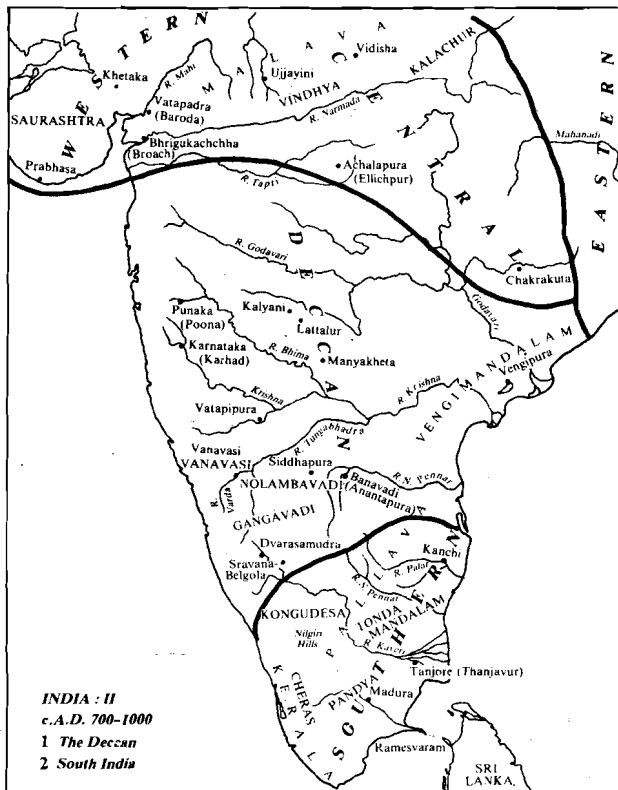 WESTERN
MALAVA
Vidisha
KALACHUR
Khetaka
R. Mahi
Ujjayini
VINDHYA
CENTRAL
EASTERN
SAURASHTRA
Vatapadra
(Baroda)
R. Narmada
Mahanadi
Bhrigukachchha
(Broach)
Prabhasa
Achalapura
(Ellichpur)
R. Tapti
DECCAN
R. Godavari
Chakrakuta
Godavari
Punaka
(Poona)
Kalyani
Lattalur
Karnataka
(Karhad)
R. Bhima
Manyakheta
VENGIMANDALAM
Vengipura
Krishna
R Krishna
Vatapipura
R. Tungabhadra
Vanavasi
VANAVASI
Siddhapura
R. Varda
NOLAMBAVADI
Banavadi
(Anantapura)
R.N. Pennar
GANGAVADI
Dvarasamudra
Sravana-
Belgola
PALLAVA
Kanchi
R. Palar
R.S. Pennar
SOUTHERN
KONGUDESA
TONDA
MANDALAM
Nilgiri
Hills
R. Kaveri
Tanjore (Thanjavur)
CHERAS
KERALA
PANDYA
Madura
Ramesvaram
SRI
LANKA
INDIA : II
c.A.D. 700-1000
1 The Deccan
2 South India